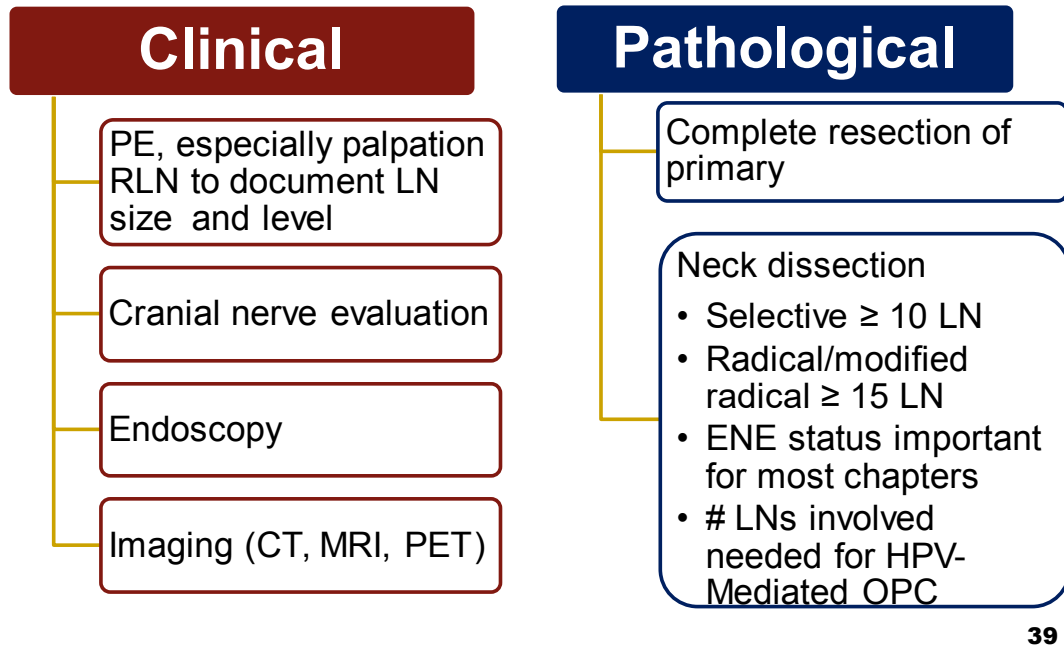 Clinical
PE, especially palpation
RLN to document LN
size and level
Cranial nerve evaluation
Endoscopy
Imaging (CT, MRI, PET)
Pathological
Complete resection of
primary
Neck dissection
• Selective ≥ 10 LN
• Radical/modified
radical ≥ 15 LN
• ENE status important
for most chapters
• # LNs involved
needed for HPV-
Mediated OPC
39